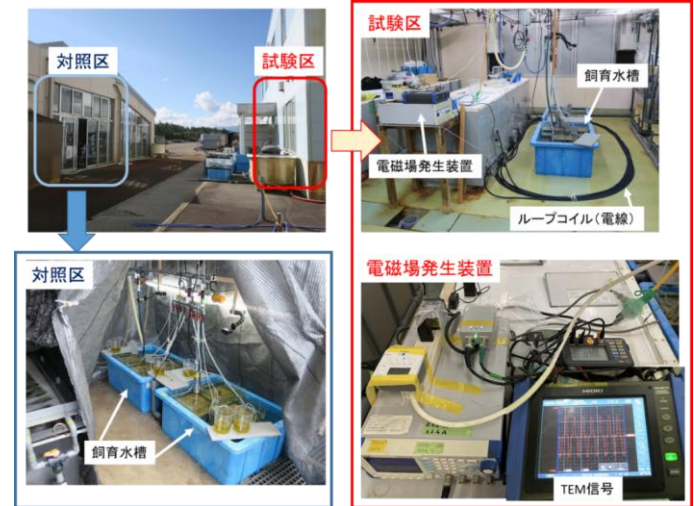 対照区
試験区
試験区
飼育水槽
電磁場発生装置
ループコイル(電線)
対照区
飼育水槽
電磁場発生装置
HIOKI
TEM信号